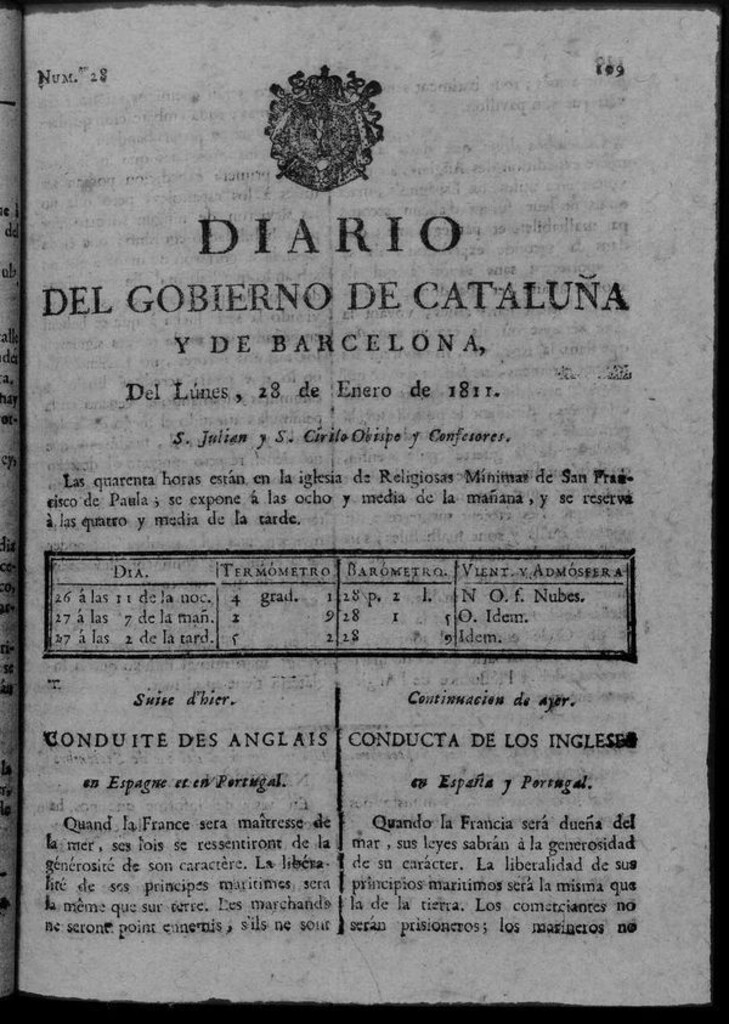 NUM.º 28
109
DIARIO
DEL GOBIERNO DE CATALUÑA
Y DE BARCELONA,
Del Lúnes, 28 de Enero de 1811.
S. Julian y S. Cirilo Obispo y Confesores.
Las quarenta horas están en la iglesia de Religiosas Mínimas de San Fran-
cisco de Paula; se expone á las ocho y media de la mañana, y se reserva
à las quatro y media de la tarde.
DIA. TERMÓMETRO BARÓMETRO. VIENT. Y ADMÓSFERA
26 á las 11 de la noc. 4 grad. 1 28 p. 2 l. N O. f. Nubes.
27 á las 7 de la mañ. 2 9 28 1 5 O. Idem.
27 á las 2 de la tard. 5 2 28 9 Idem.
Suite d'hier.
CONDUITE DES ANGLAIS
en Espagne et en Portugal.
Quand la France sera maîtresse de
la mer, ses lois se ressentiront de la
générosité de son caractère. La libéra-
lité de ses principes maritimes sera
la même que sur terre. Les marchands
ne seront point ennemis, s'ils ne sont
Continuacion de ayer.
CONDUCTA DE LOS INGLESES
en España y Portugal.
Quando la Francia será dueña del
mar, sus leyes sabrán à la generosidad
de su carácter. La liberalidad de sus
principios maritimos será la misma que
la de la tierra. Los comerciantes no
serán prisioneros; los marineros no